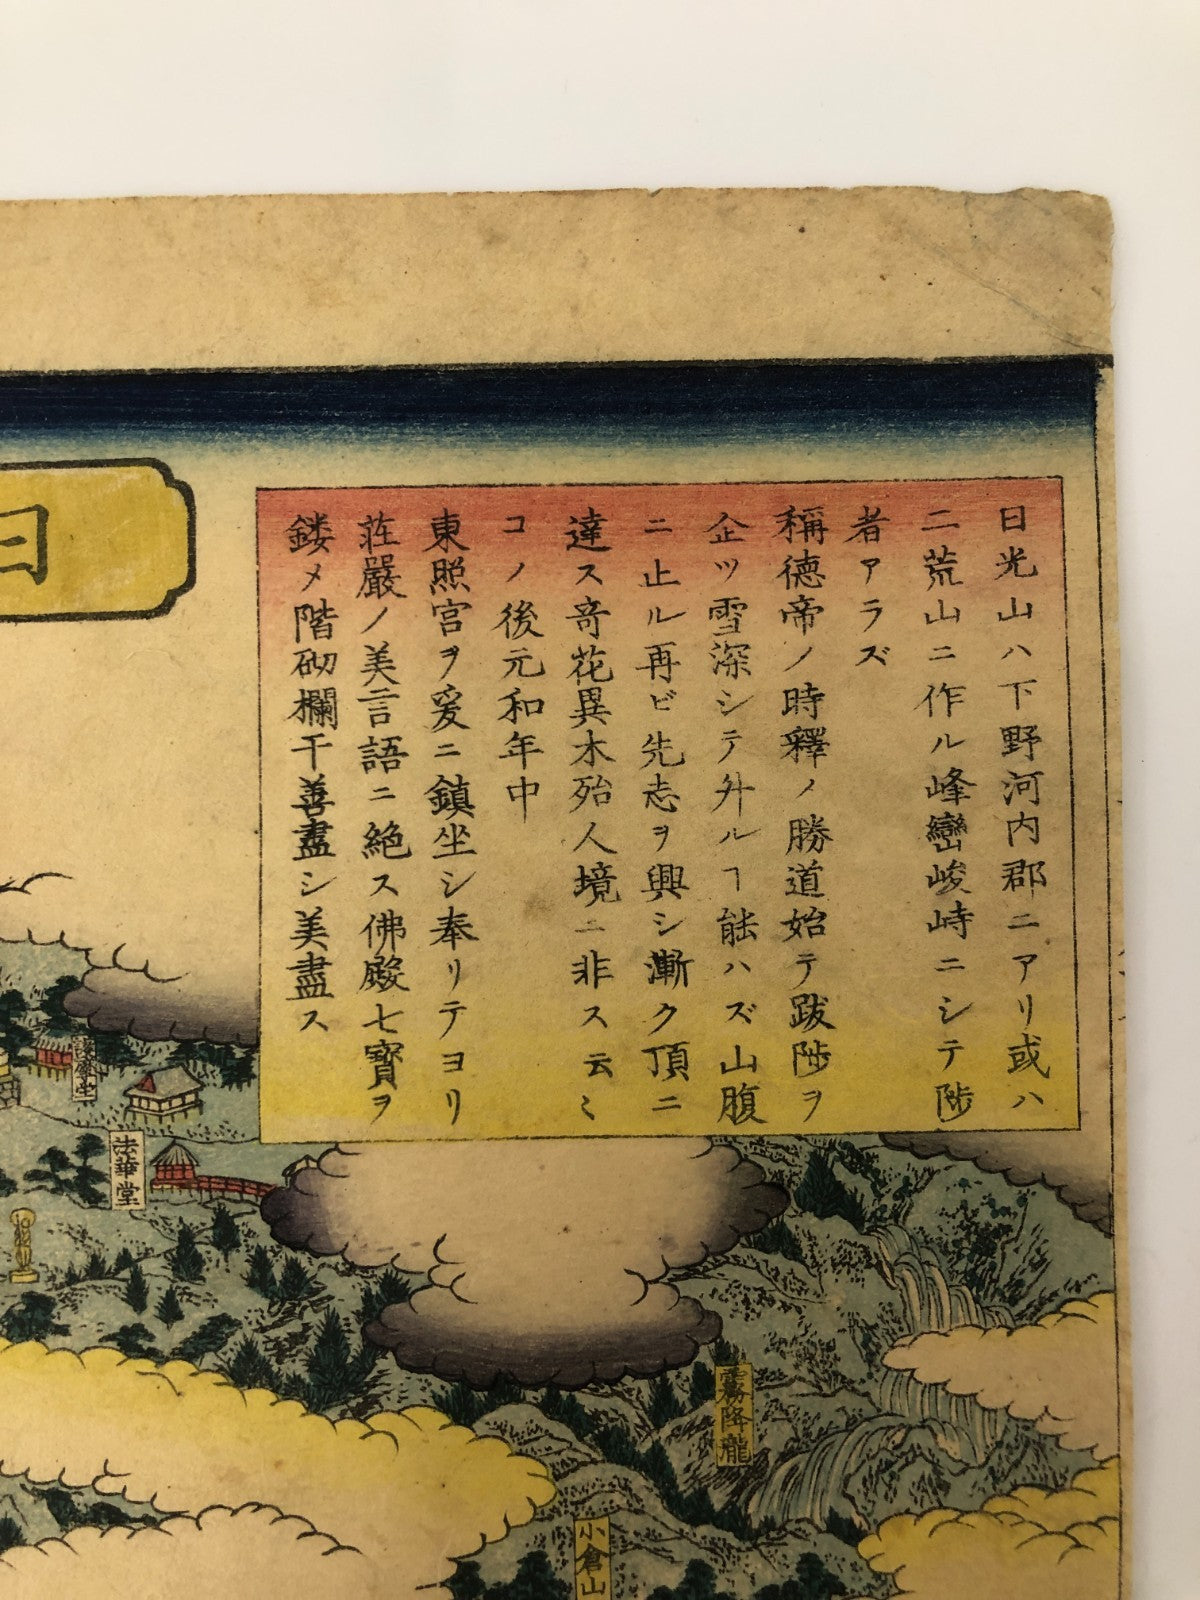 日光山ハ下野河内郡ニアリ或ハ
二荒山ニ作ル峰巒峻峙ニシテ陟
者アラズ
稱德帝ノ時釋ノ勝道始テ跋陟ヲ
企ツ雪深シテ外ルヿ能ハズ山腹
ニ止ル再ビ先志ヲ興シ漸ク頂ニ
達ス奇花異木殆人境ニ非ス云〻
コノ後元和年中
東照宮ヲ爰ニ鎮坐シ奉リテヨリ
莊嚴ノ美言語ニ絶ス佛殿七寳ヲ
鏤メ階砌欄干善盡シ美盡ス
日
護摩堂
法華堂
霧降瀧
小倉山